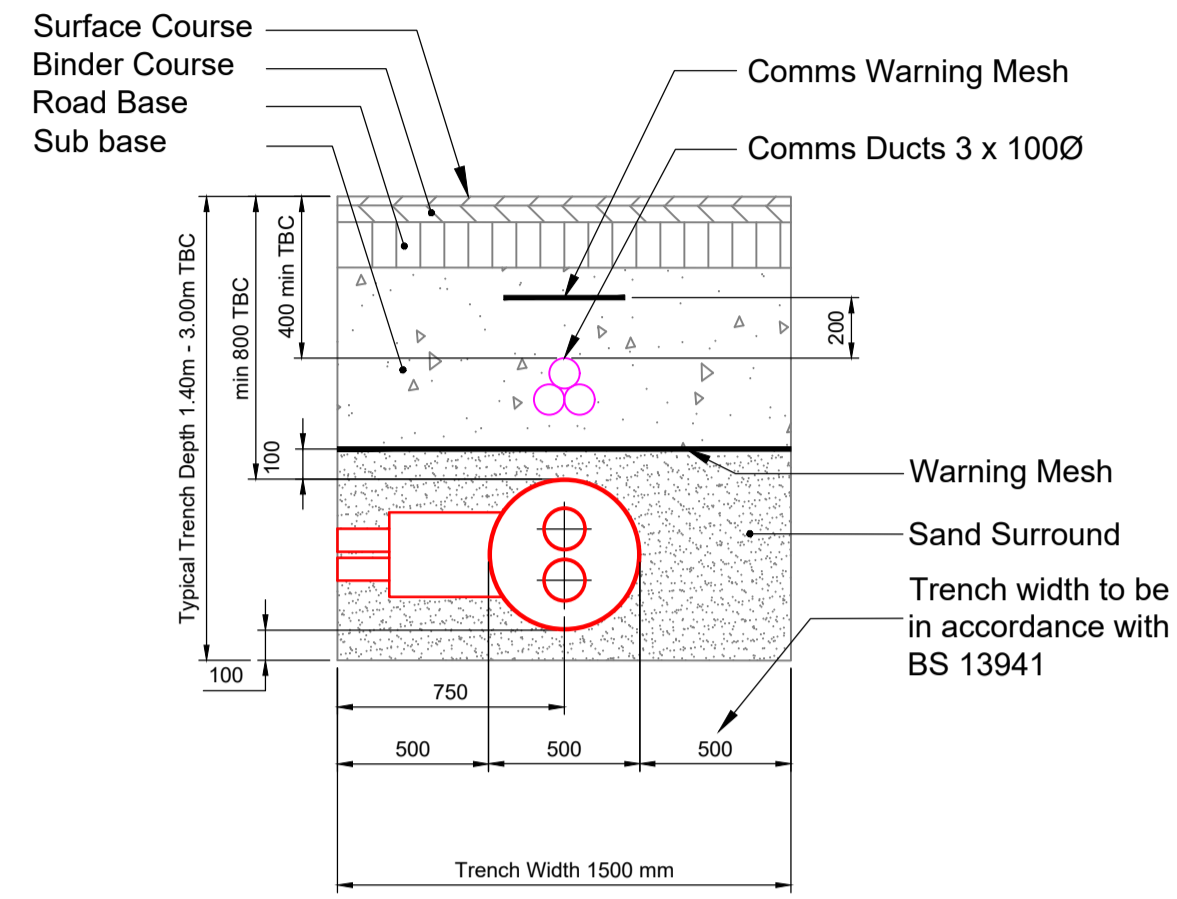 Surface Course
Binder Course
Road Base
Sub base
Comms Warning Mesh
Comms Ducts 3 x 100Ø
Typical Trench Depth 1.40m - 3.00m TBC
min 800 TBC
400 min TBC
200
100
Warning Mesh
Sand Surround
Trench width to be
in accordance with
BS 13941
100
750
500
500
500
Trench Width 1500 mm